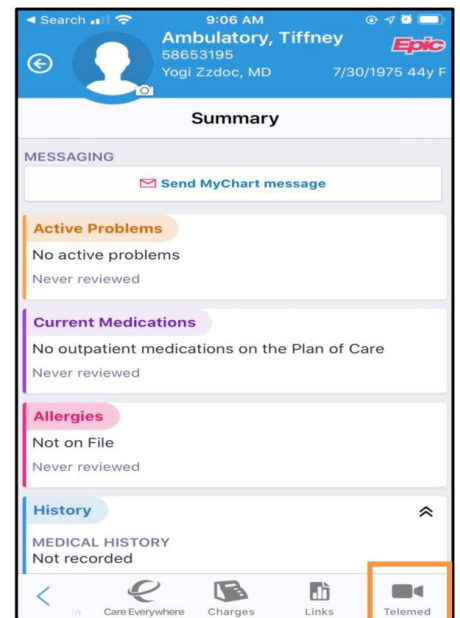 Search 9:06 AM
Ambulatory, Tiffney
Epic
58653195
Yogi Zzdoc, MD 7/30/1975 44y F
Summary
MESSAGING
Send MyChart message
Active Problems
No active problems
Never reviewed
Current Medications
No outpatient medications on the Plan of Care
Never reviewed
Allergies
Not on File
Never reviewed
History
MEDICAL HISTORY
Not recorded
Care Everywhere Charges Links Telemed